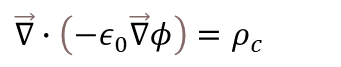 ∇⃗ · (−ϵ₀∇⃗ϕ) = ρ_c